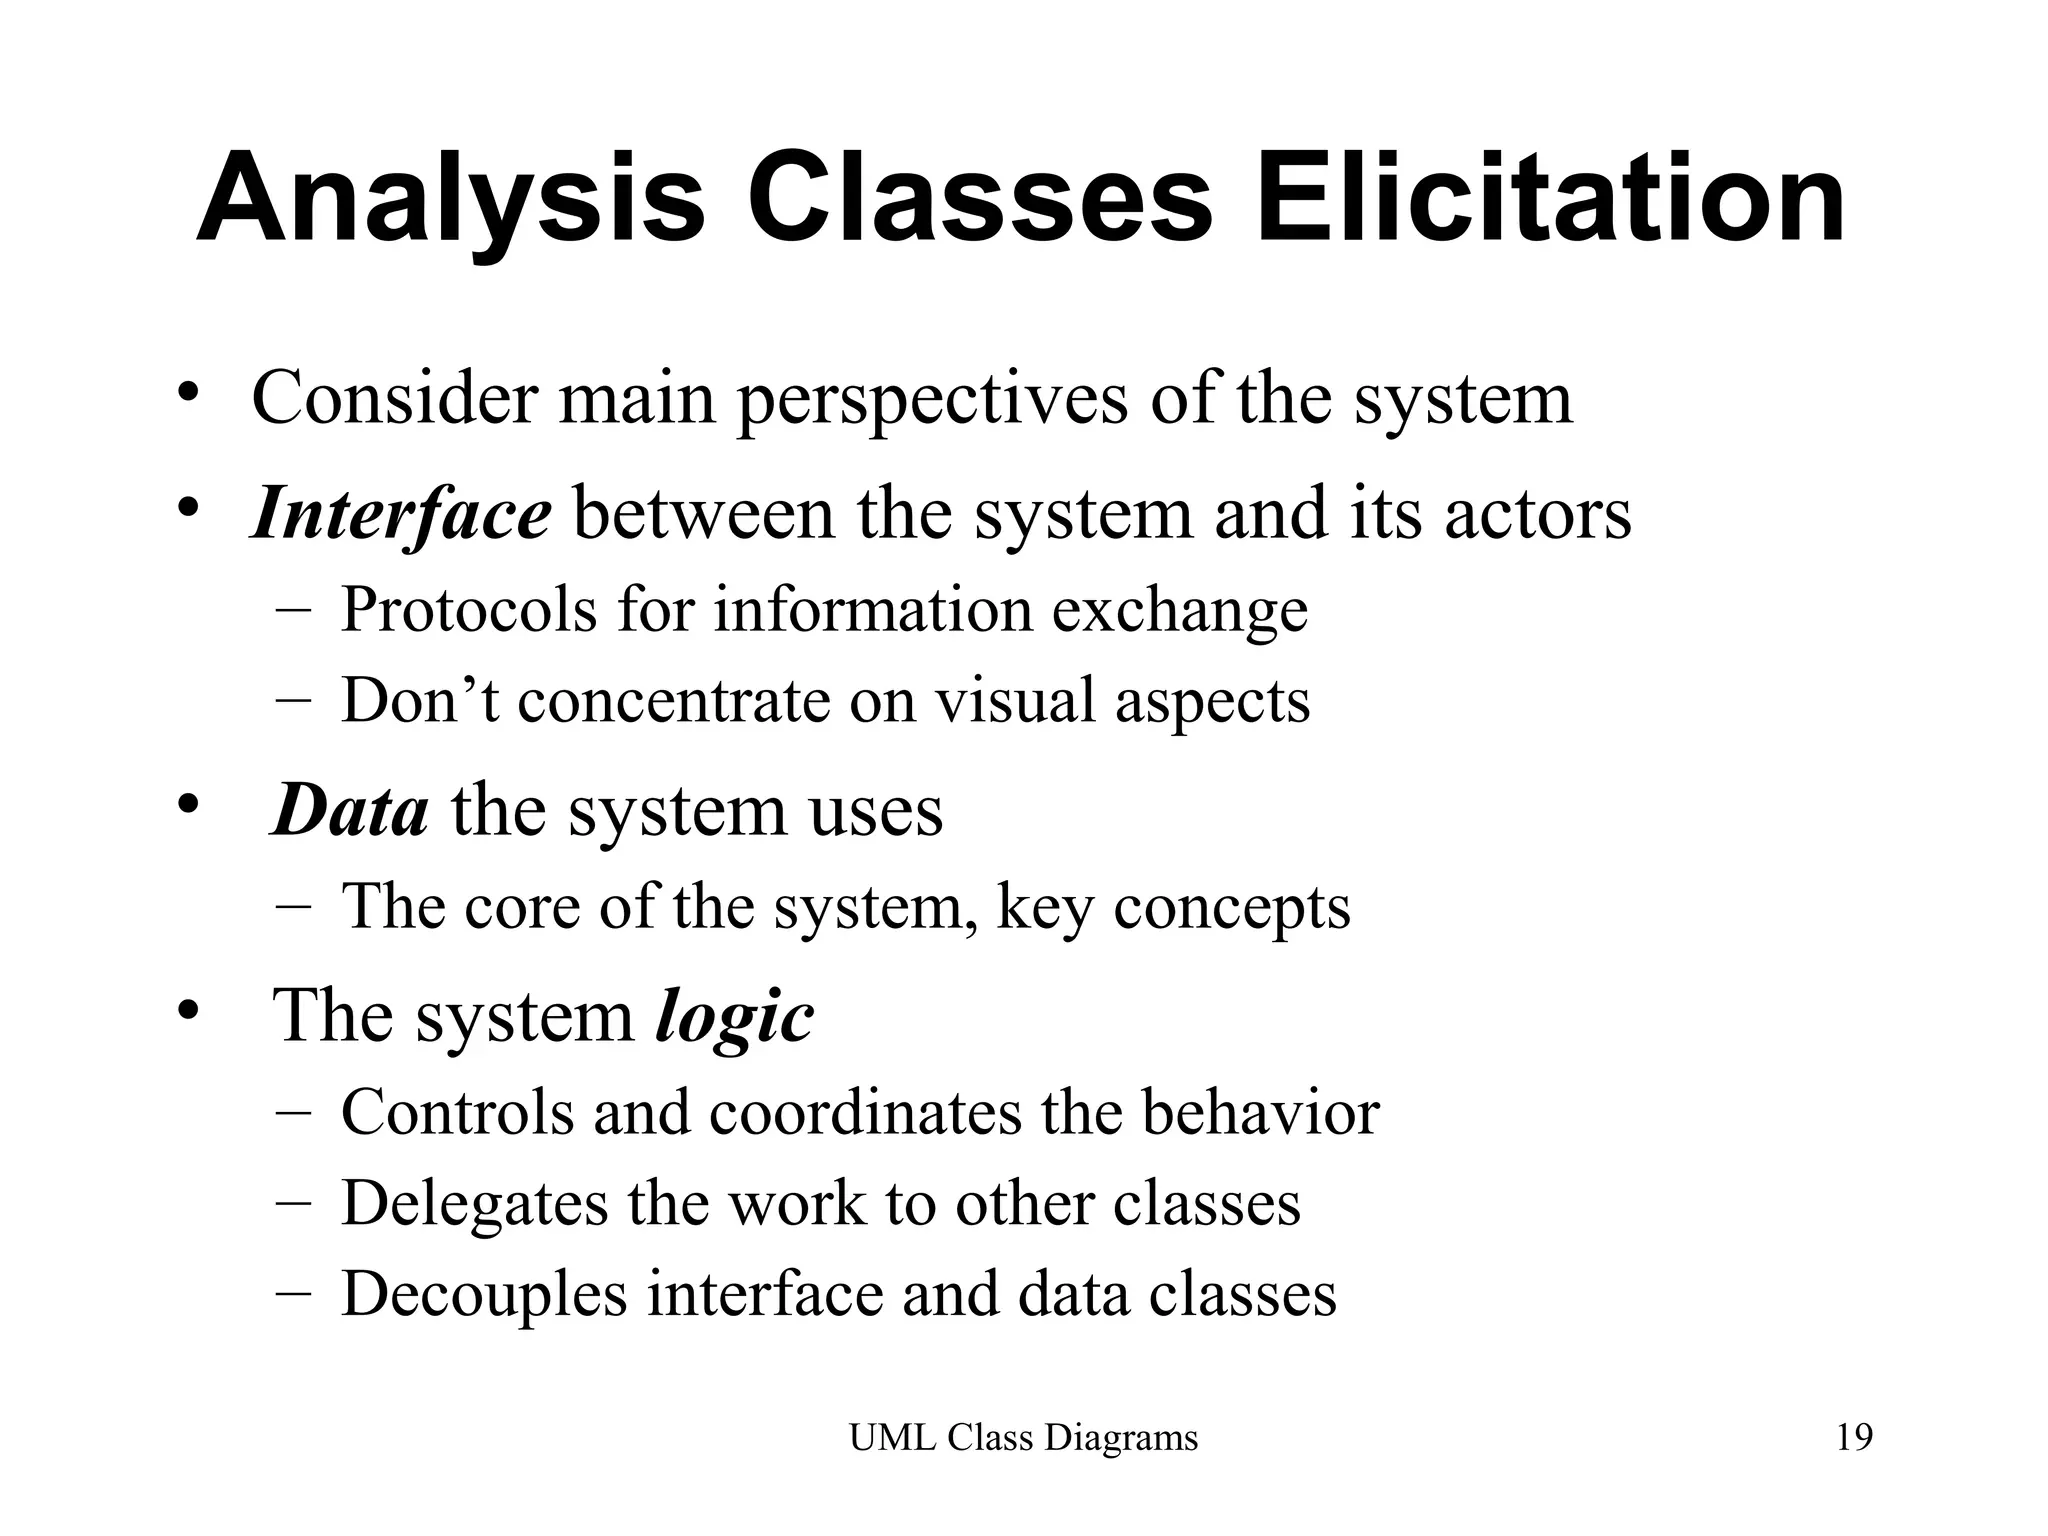 Analysis Classes Elicitation
• Consider main perspectives of the system
• Interface between the system and its actors
– Protocols for information exchange
– Don’t concentrate on visual aspects
• Data the system uses
– The core of the system, key concepts
• The system logic
– Controls and coordinates the behavior
– Delegates the work to other classes
– Decouples interface and data classes
UML Class Diagrams
19